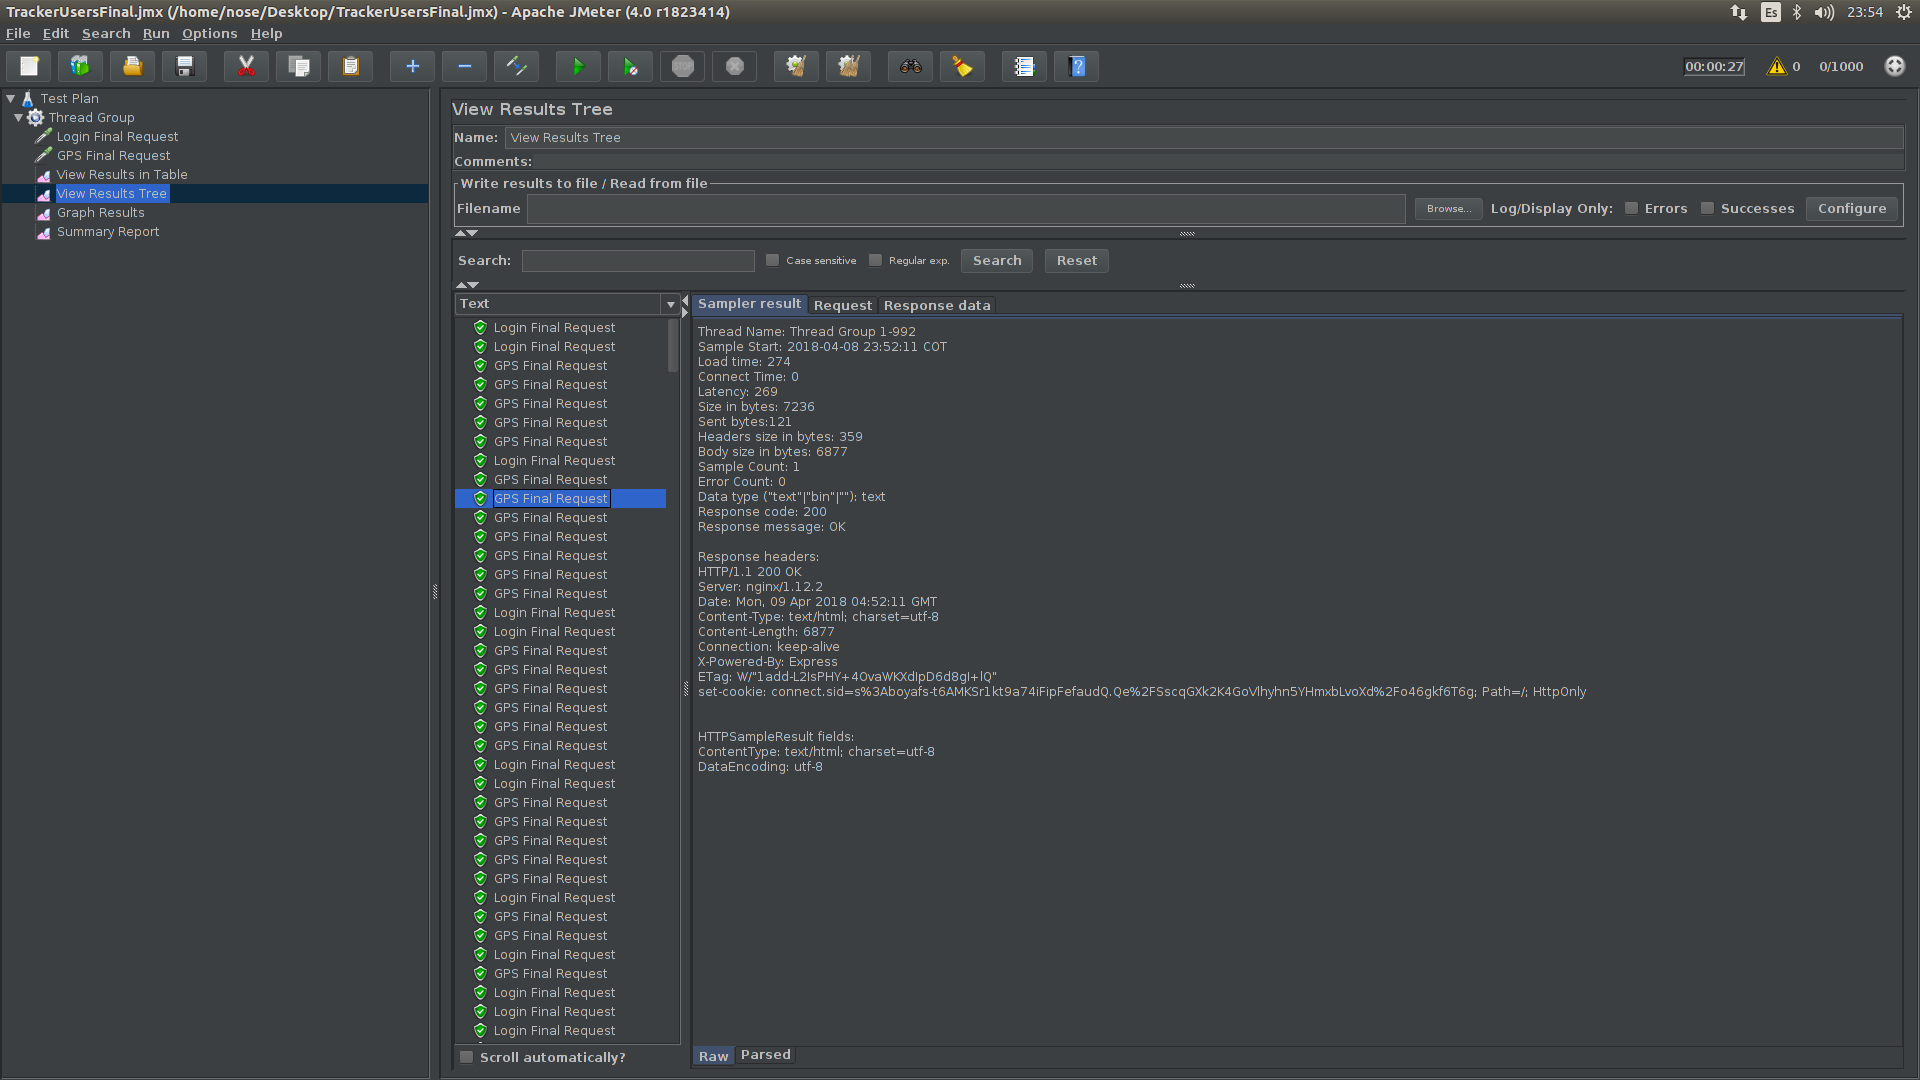 TrackerUsersFinal.jmx (/home/nose/Desktop/TrackerUsersFinal.jmx) - Apache JMeter (4.0 r1823414)
Es
23:54
File Edit Search Run Options Help
STOP
00:00:27
0
0/1000
Test Plan
Thread Group
Login Final Request
GPS Final Request
View Results in Table
View Results Tree
Graph Results
Summary Report
View Results Tree
Name: View Results Tree
Comments:
Write results to file / Read from file
Filename
Browse...
Log/Display Only: Errors Successes Configure
Search: Case sensitive Regular exp. Search Reset
Text
Login Final Request
Login Final Request
GPS Final Request
GPS Final Request
GPS Final Request
GPS Final Request
GPS Final Request
Login Final Request
GPS Final Request
GPS Final Request
GPS Final Request
GPS Final Request
GPS Final Request
GPS Final Request
GPS Final Request
Login Final Request
Login Final Request
GPS Final Request
GPS Final Request
GPS Final Request
GPS Final Request
GPS Final Request
GPS Final Request
Login Final Request
Login Final Request
GPS Final Request
GPS Final Request
GPS Final Request
GPS Final Request
GPS Final Request
Login Final Request
GPS Final Request
GPS Final Request
Login Final Request
GPS Final Request
Login Final Request
Login Final Request
Login Final Request
Scroll automatically?
Sampler result Request Response data
Thread Name: Thread Group 1-992
Sample Start: 2018-04-08 23:52:11 COT
Load time: 274
Connect Time: 0
Latency: 269
Size in bytes: 7236
Sent bytes:121
Headers size in bytes: 359
Body size in bytes: 6877
Sample Count: 1
Error Count: 0
Data type ("text"|"bin"|""): text
Response code: 200
Response message: OK
Response headers:
HTTP/1.1 200 OK
Server: nginx/1.12.2
Date: Mon, 09 Apr 2018 04:52:11 GMT
Content-Type: text/html; charset=utf-8
Content-Length: 6877
Connection: keep-alive
X-Powered-By: Express
ETag: W/"1add-L2IsPHY+4OvaWKXdIpD6d8gI+lQ"
set-cookie: connect.sid=s%3Aboyafs-t6AMKSr1kt9a74iFipFefaudQ.Qe%2FSscqGXk2K4GoVlhyhn5YHmxbLvoXd%2Fo46gkf6T6g; Path=/; HttpOnly
HTTPSampleResult fields:
ContentType: text/html; charset=utf-8
DataEncoding: utf-8
Raw Parsed